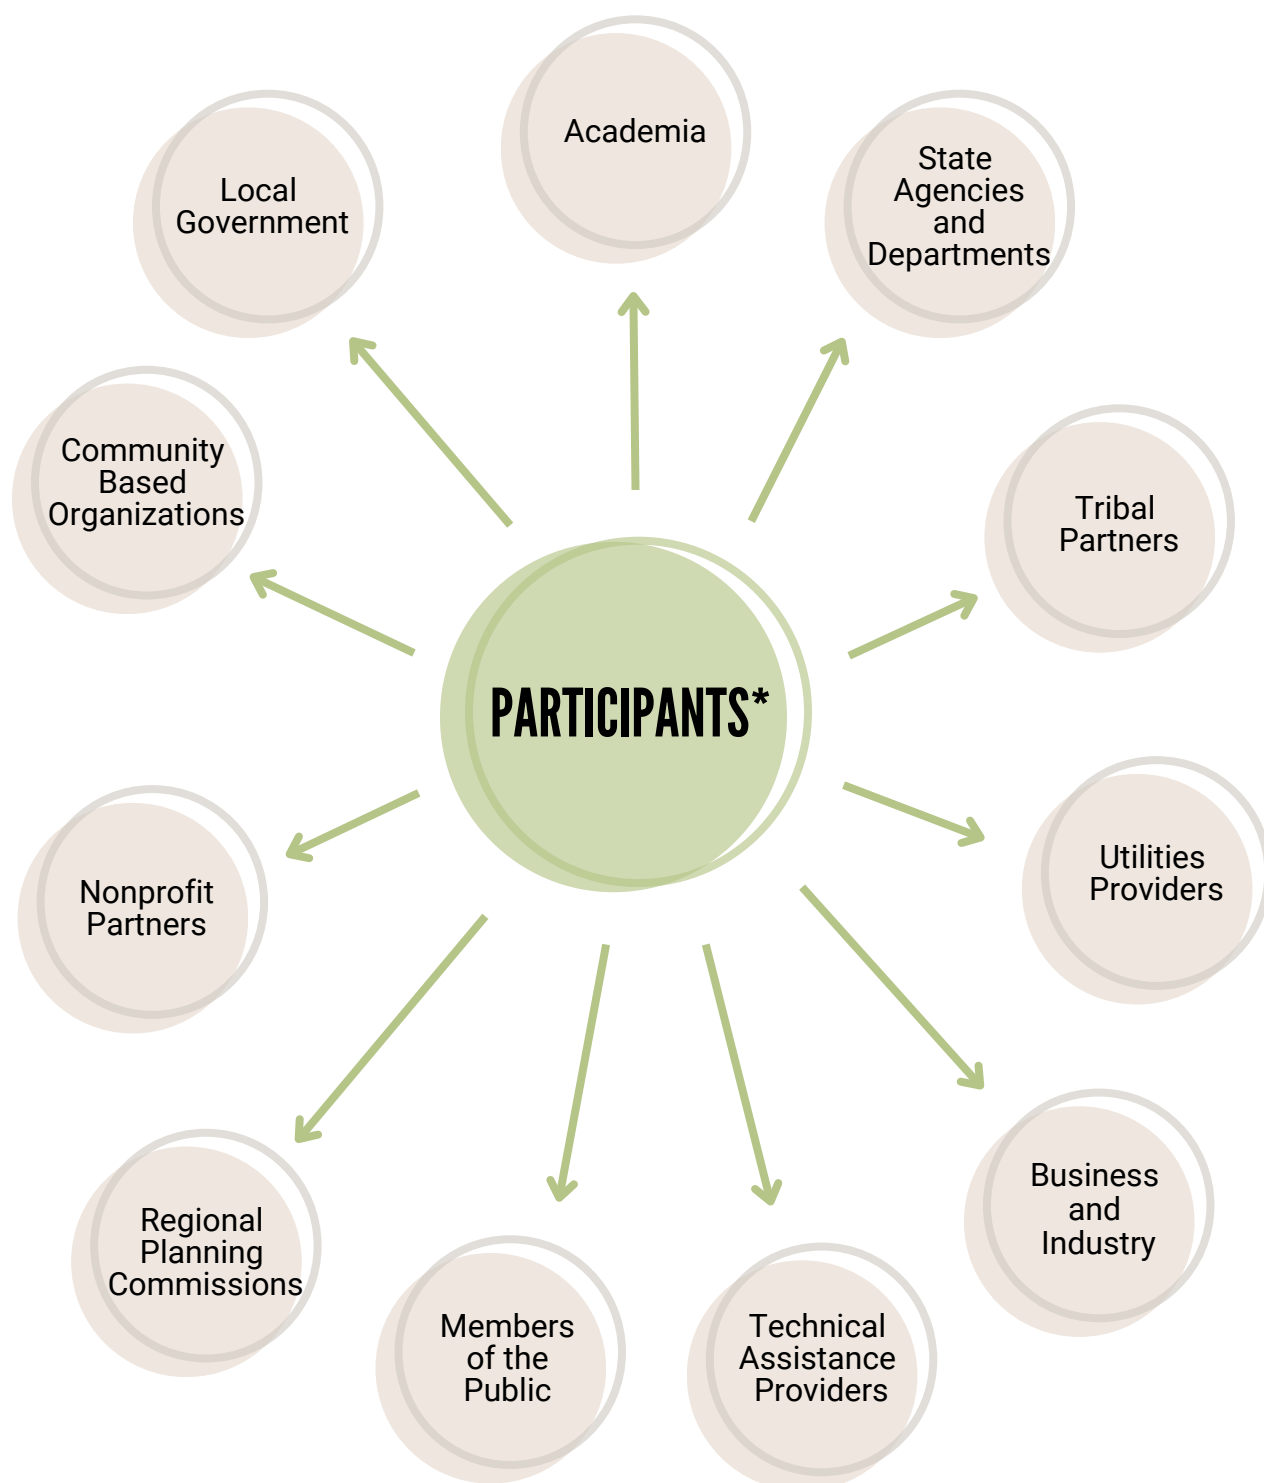 Academia
State
Agencies
and
Departments
Local
Government
Tribal
Partners
Community
Based
Organizations
PARTICIPANTS*
Utilities
Providers
Nonprofit
Partners
Business
and
Industry
Regional
Planning
Commissions
Members
of the
Public
Technical
Assistance
Providers